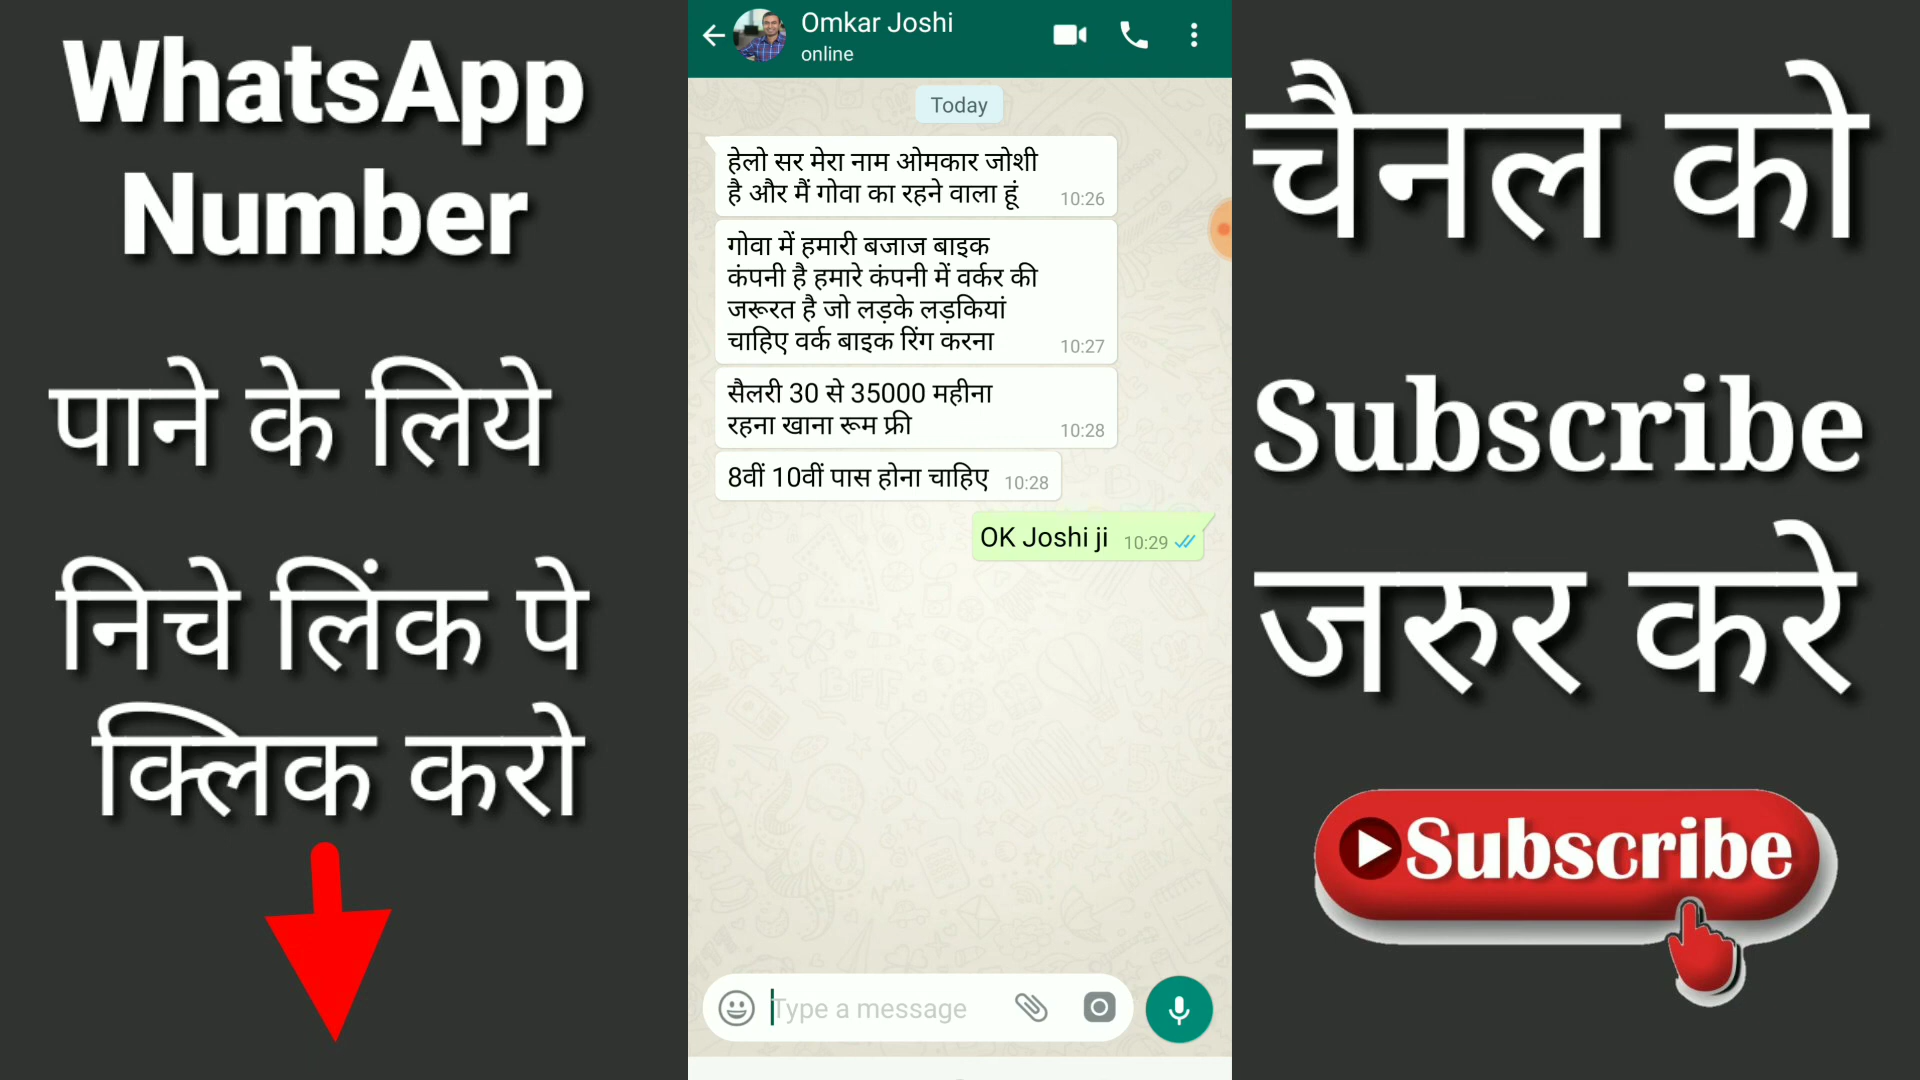 WhatsApp
Number
पाने के लिये
निचे लिंक पे
क्लिक करो
Omkar Joshi
online
Today
हेलो सर मेरा नाम ओमकार जोशी
है और मैं गोवा का रहने वाला हूं 10:26
गोवा में हमारी बजाज बाइक
कंपनी है हमारे कंपनी में वर्कर की
जरूरत है जो लड़के लड़कियां
चाहिए वर्क बाइक रिंग करना 10:27
सैलरी 30 से 35000 महीना
रहना खाना रूम फ्री 10:28
8वीं 10वीं पास होना चाहिए 10:28
OK Joshi ji 10:29
Type a message
चैनल को
Subscribe
जरुर करे
Subscribe